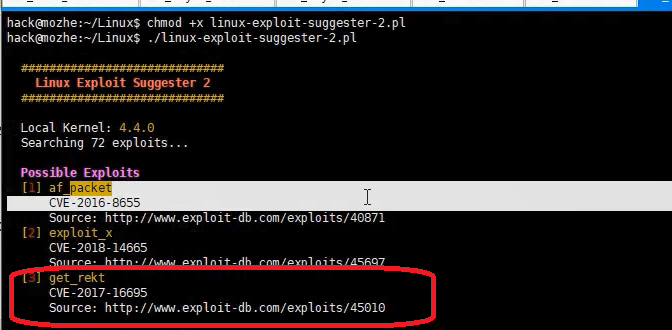 hack@mozhe:~/Linux$ chmod +x linux-exploit-suggester-2.pl
hack@mozhe:~/Linux$ ./linux-exploit-suggester-2.pl
############################
Linux Exploit Suggester 2
############################
Local Kernel: 4.4.0
Searching 72 exploits...
Possible Exploits
[1] af_packet
CVE-2016-8655
Source: http://www.exploit-db.com/exploits/40871
[2] exploit_x
CVE-2018-14665
Source: http://www.exploit-db.com/exploits/45697
[3] get_rekt
CVE-2017-16695
Source: http://www.exploit-db.com/exploits/45010